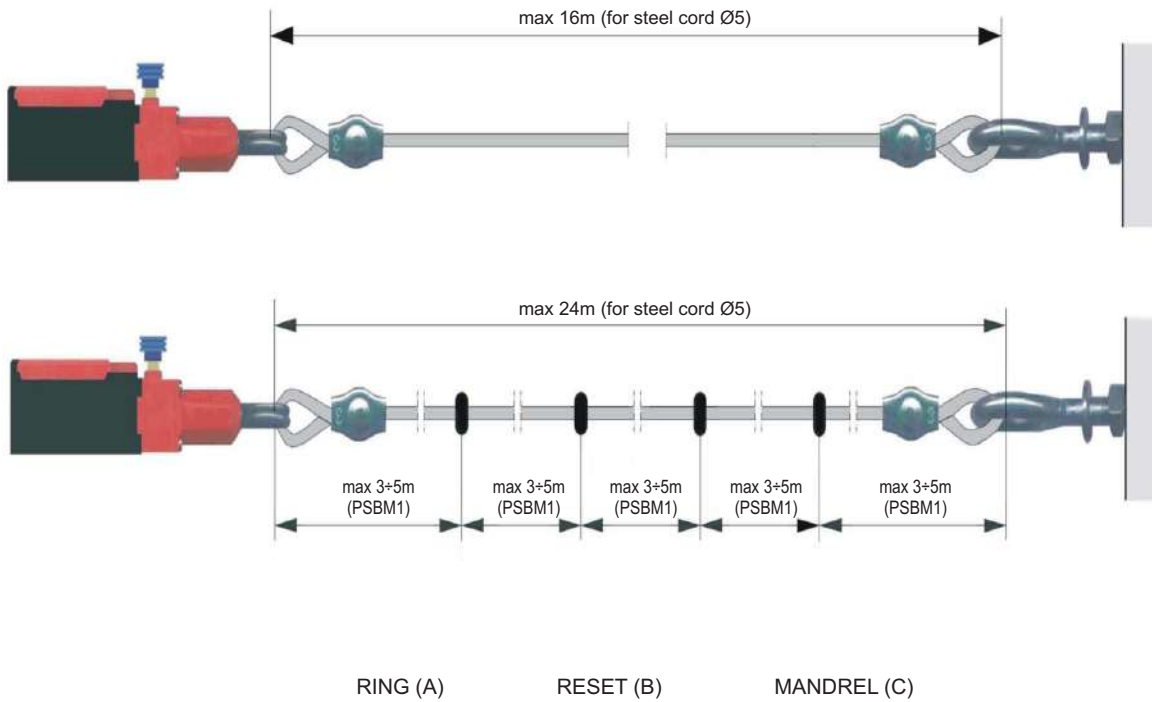 max 16m (for steel cord Ø5)
max 24m (for steel cord Ø5)
max 3÷5m
(PSBM1)
max 3÷5m
(PSBM1)
max 3÷5m
(PSBM1)
max 3÷5m
(PSBM1)
max 3÷5m
(PSBM1)
RING (A)
RESET (B)
MANDREL (C)